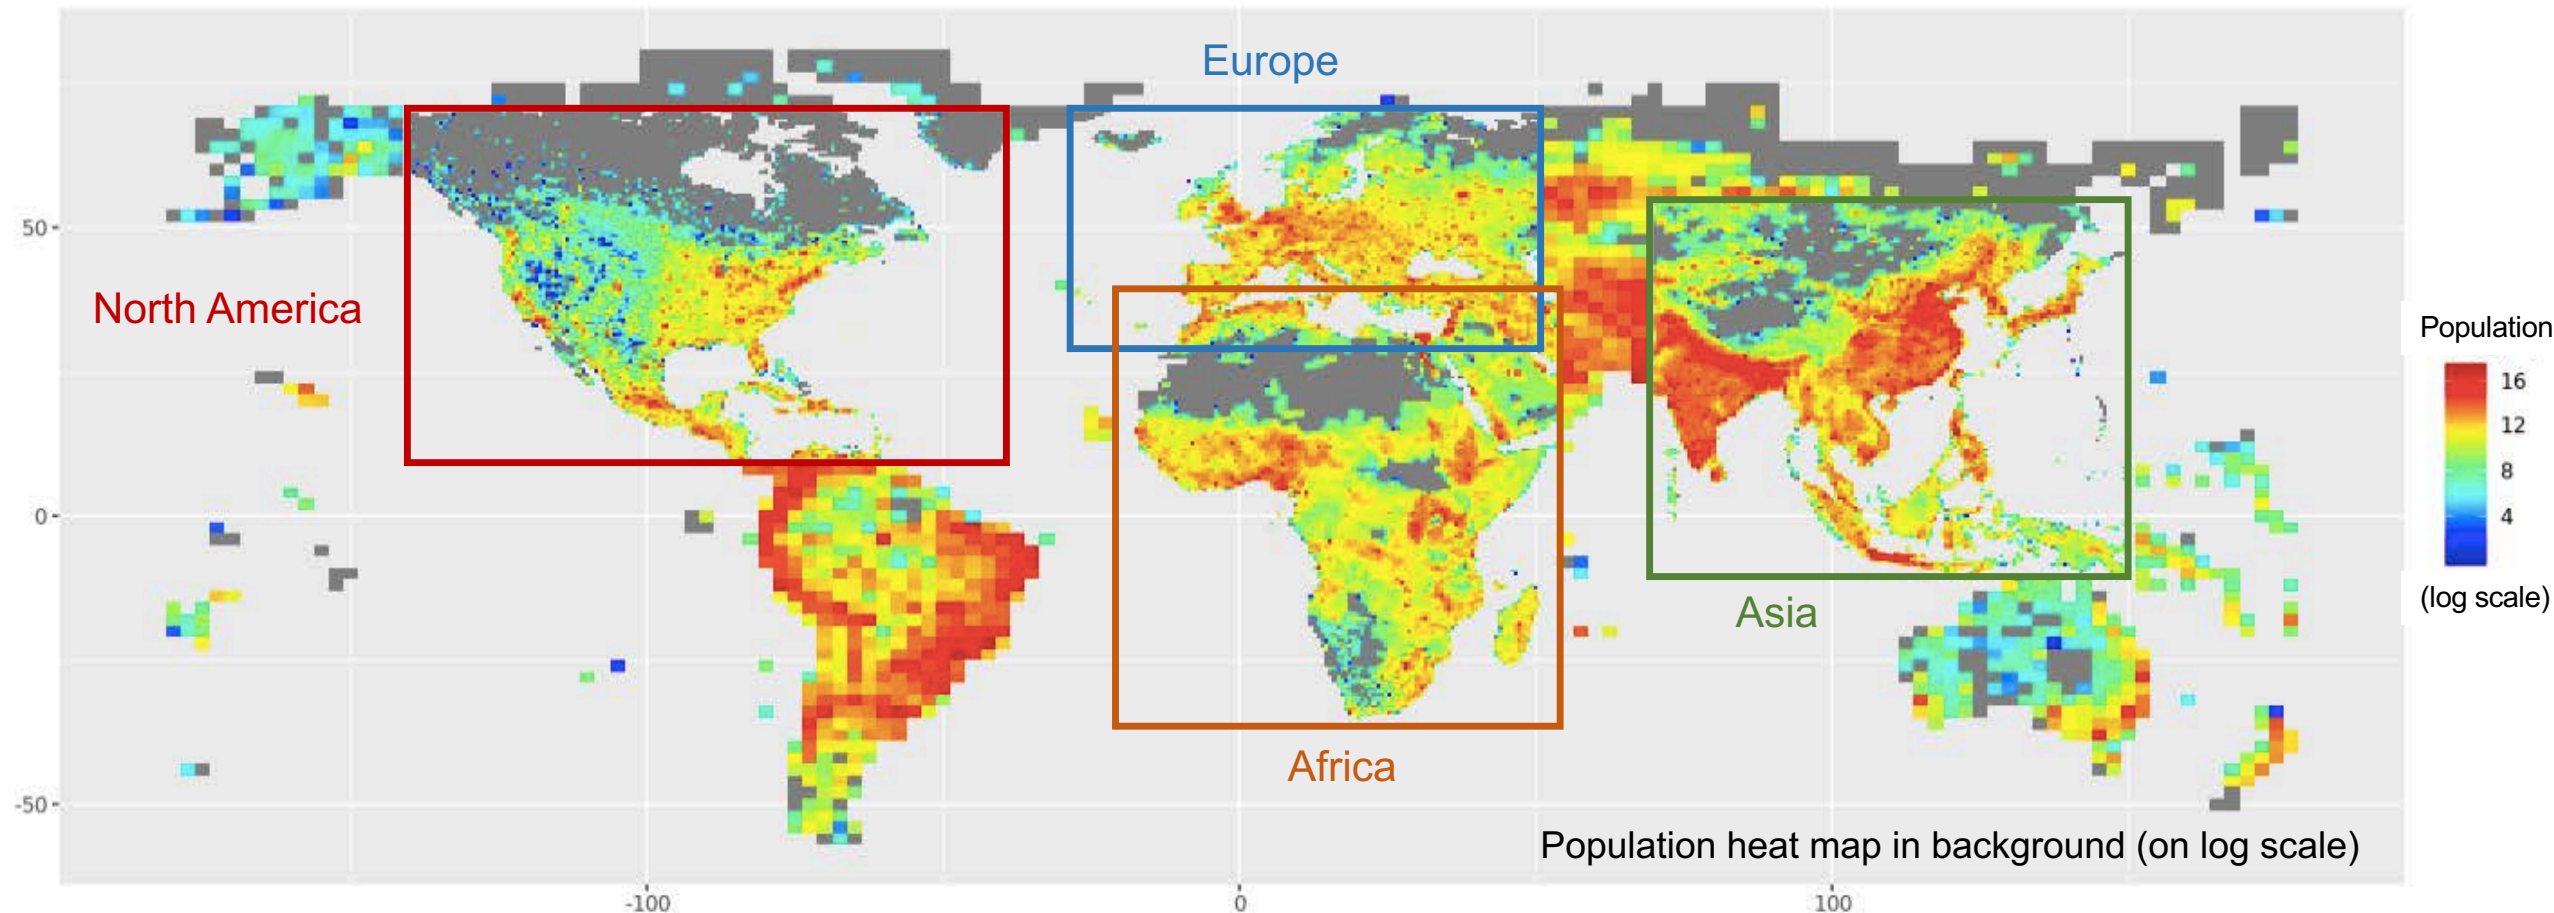 Europe
North America
Asia
Africa
50
0
-50
-100
0
100
Population
16
12
8
4
(log scale)
Population heat map in background (on log scale)